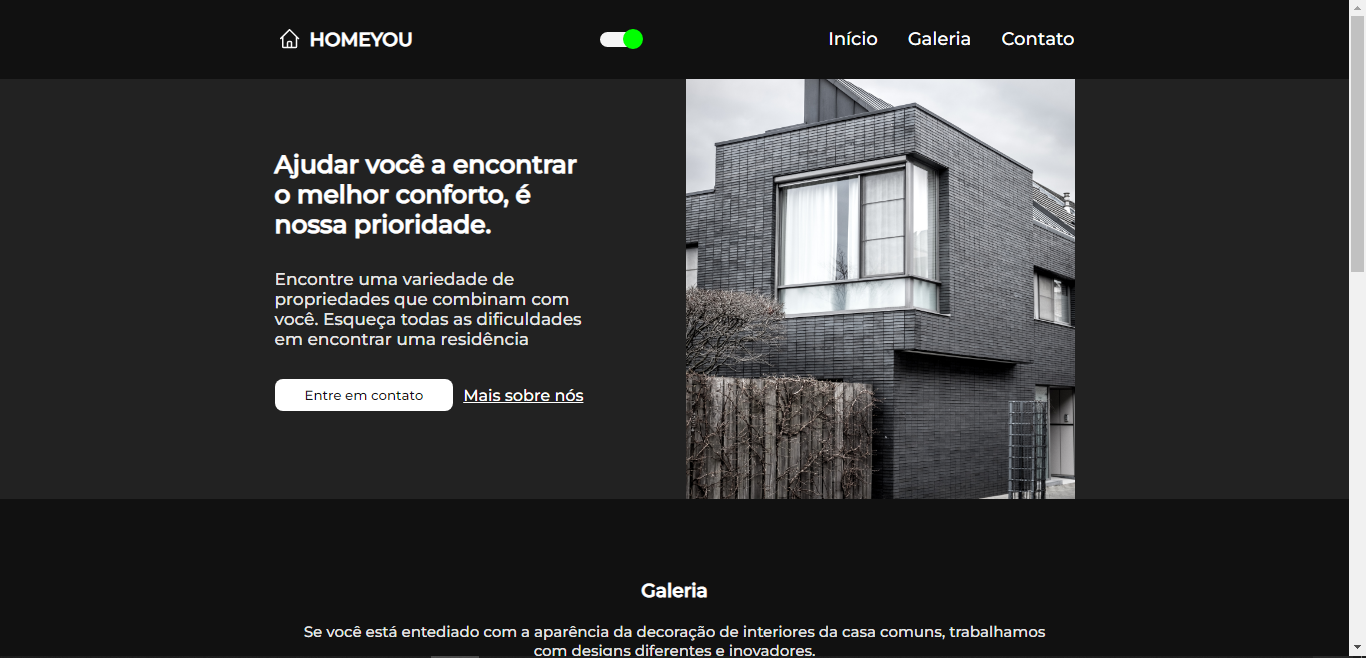 HOMEYOU
Início Galeria Contato
Ajudar você a encontrar
o melhor conforto, é
nossa prioridade.
Encontre uma variedade de
propriedades que combinam com
você. Esqueça todas as dificuldades
em encontrar uma residência
Entre em contato Mais sobre nós
Galeria
Se você está entediado com a aparência da decoração de interiores da casa comuns, trabalhamos
com designs diferentes e inovadores.